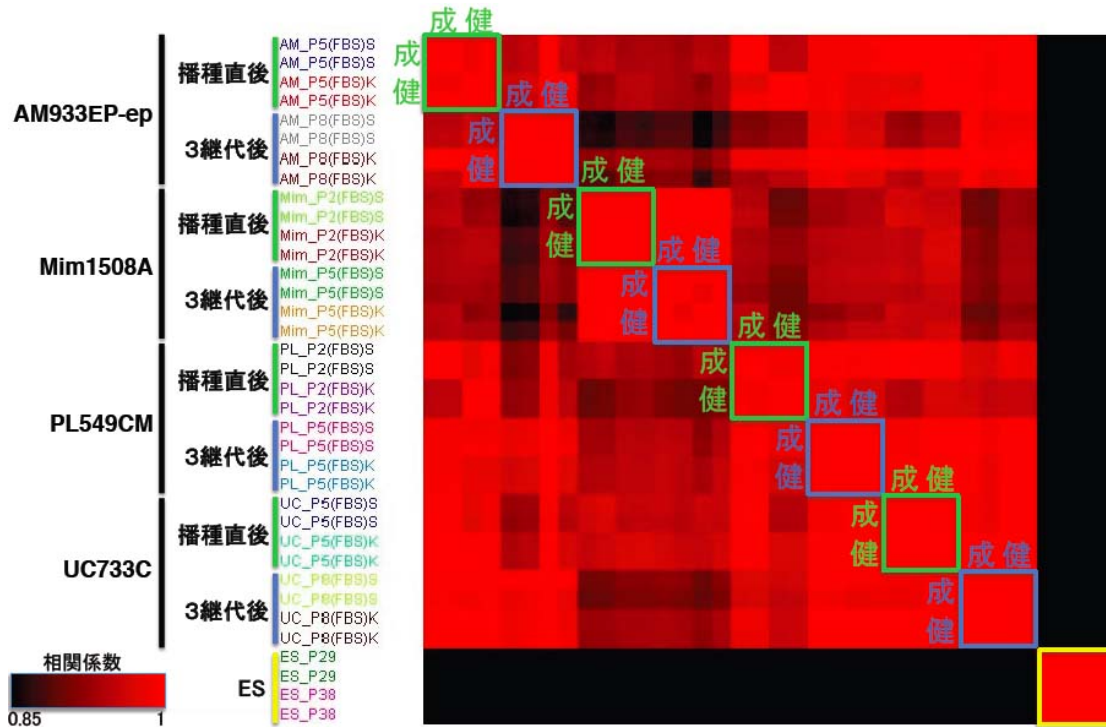 成 健
AM933EP-ep
播種直後
成
健
AM_P5(FBS)S
AM_P5(FBS)S
AM_P5(FBS)K
AM_P5(FBS)K
3継代後
成 健
成
健
AM_P8(FBS)S
AM_P8(FBS)S
AM_P8(FBS)K
AM_P8(FBS)K
Mim1508A
播種直後
成 健
成
健
Mim_P2(FBS)S
Mim_P2(FBS)S
Mim_P2(FBS)K
Mim_P2(FBS)K
3継代後
成 健
成
健
Mim_P5(FBS)S
Mim_P5(FBS)S
Mim_P5(FBS)K
Mim_P5(FBS)K
PL549CM
播種直後
成 健
成
健
PL_P2(FBS)S
PL_P2(FBS)S
PL_P2(FBS)K
PL_P2(FBS)K
3継代後
成 健
成
健
PL_P5(FBS)S
PL_P5(FBS)S
PL_P5(FBS)K
PL_P5(FBS)K
UC733C
播種直後
成 健
成
健
UC_P5(FBS)S
UC_P5(FBS)S
UC_P5(FBS)K
UC_P5(FBS)K
3継代後
成 健
成
健
UC_P8(FBS)S
UC_P8(FBS)S
UC_P8(FBS)K
UC_P8(FBS)K
ES
ES_P29
ES_P29
ES_P38
ES_P38
相関係数
0.85 1